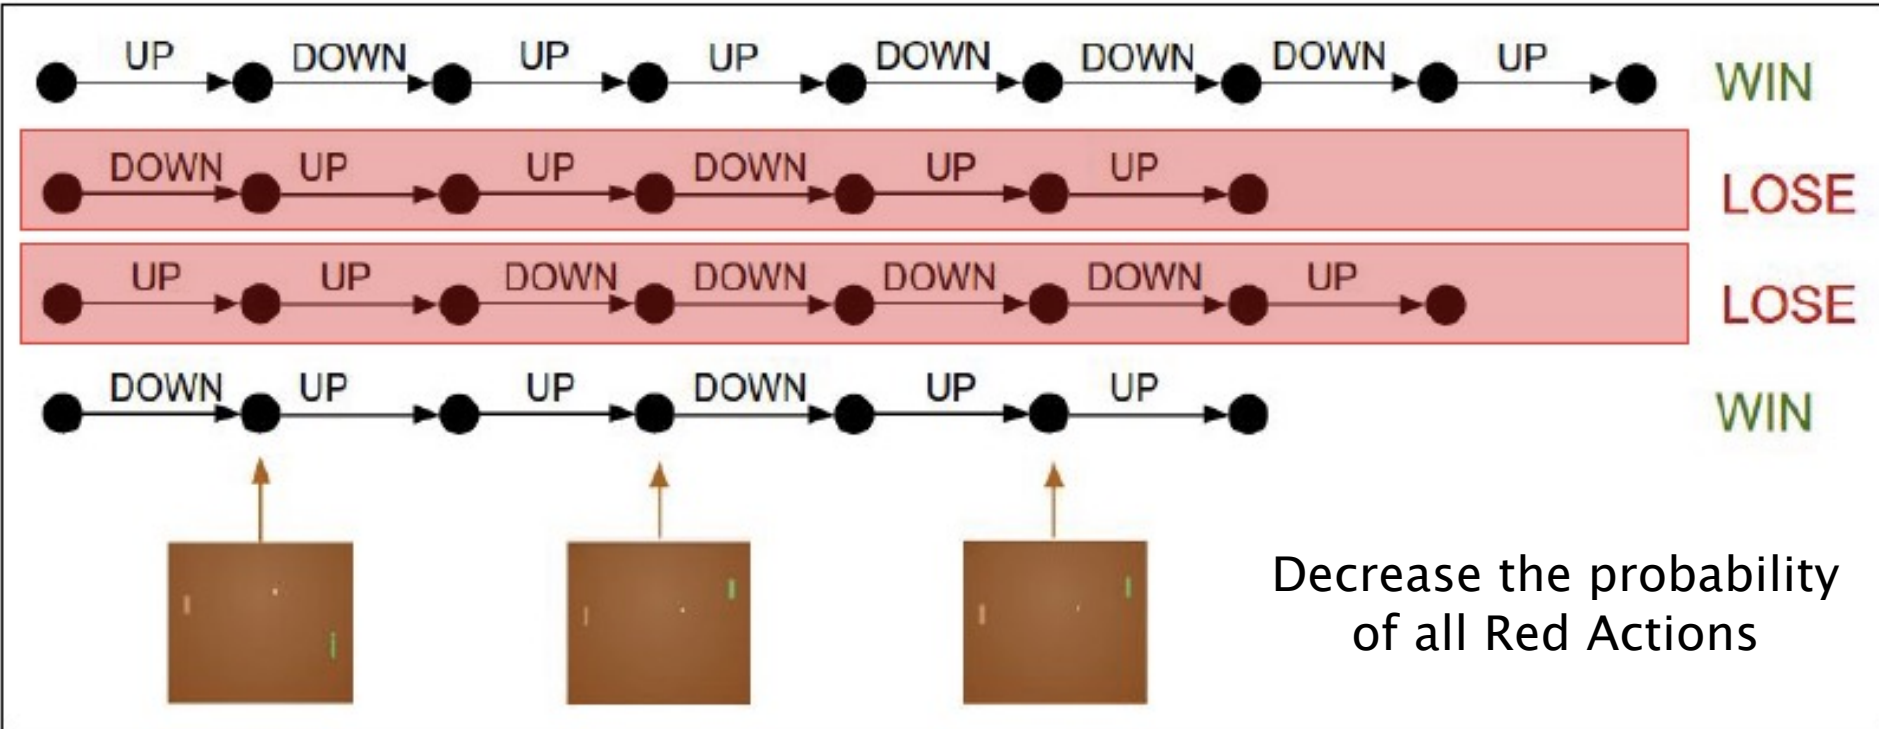 UP DOWN UP UP DOWN DOWN DOWN UP WIN
DOWN UP UP DOWN UP UP LOSE
UP UP DOWN DOWN DOWN DOWN UP LOSE
DOWN UP UP DOWN UP UP WIN
Decrease the probability
of all Red Actions